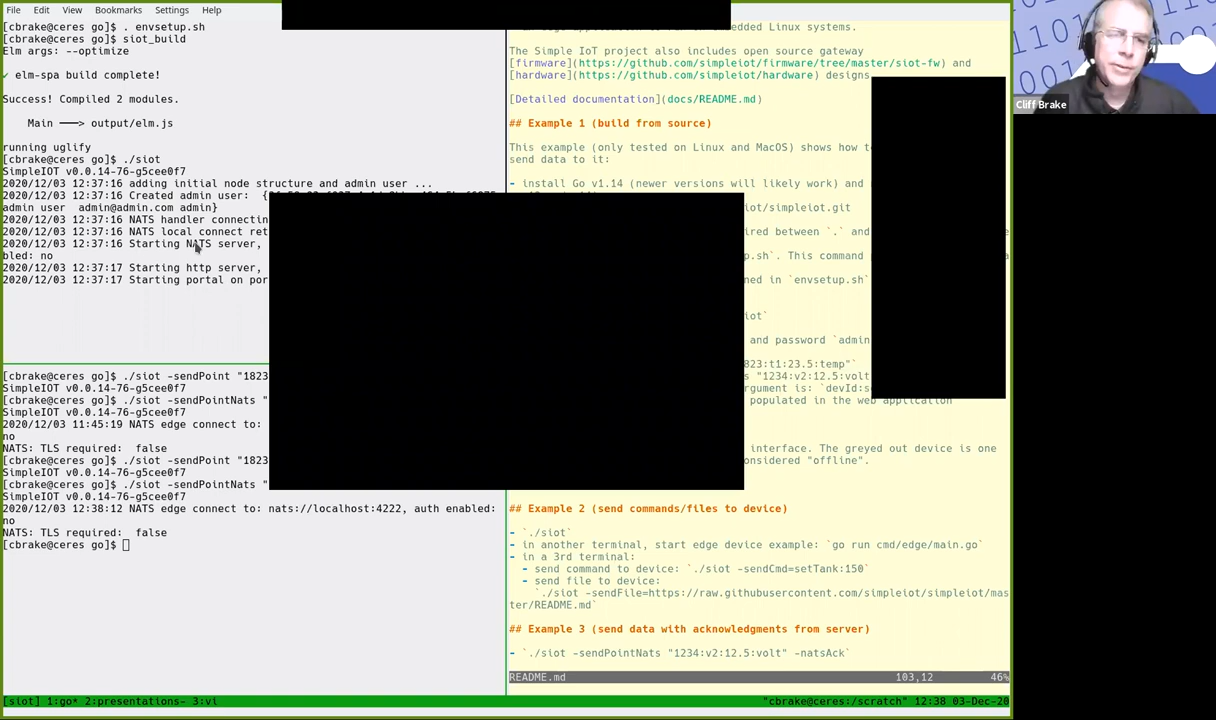 File Edit View Bookmarks Settings Help
[cbrake@ceres go]$ . envsetup.sh
[cbrake@ceres go]$ siot_build
Elm args: --optimize
✔ elm-spa build complete!
Success! Compiled 2 modules.
Main ───> output/elm.js
running uglify
[cbrake@ceres go]$ ./siot
SimpleIOT v0.0.14-76-g5cee0f7
2020/12/03 12:37:16 adding initial node structure and admin user ...
2020/12/03 12:37:16 Created admin user: {
admin user admin@admin.com admin}
2020/12/03 12:37:16 NATS handler connectin
2020/12/03 12:37:16 NATS local connect ret
2020/12/03 12:37:16 Starting NATS server,
bled: no
2020/12/03 12:37:17 Starting http server,
2020/12/03 12:37:17 Starting portal on por
[cbrake@ceres go]$ ./siot -sendPoint "1823
SimpleIOT v0.0.14-76-g5cee0f7
[cbrake@ceres go]$ ./siot -sendPointNats "
SimpleIOT v0.0.14-76-g5cee0f7
2020/12/03 11:45:19 NATS edge connect to:
no
NATS: TLS required: false
[cbrake@ceres go]$ ./siot -sendPoint "1823
SimpleIOT v0.0.14-76-g5cee0f7
[cbrake@ceres go]$ ./siot -sendPointNats "
SimpleIOT v0.0.14-76-g5cee0f7
2020/12/03 12:38:12 NATS edge connect to: nats://localhost:4222, auth enabled:
no
NATS: TLS required: false
[cbrake@ceres go]$
dded Linux systems.
The Simple IoT project also includes open source gateway
[firmware](https://github.com/simpleiot/firmware/tree/master/siot-fw) and
[hardware](https://github.com/simpleiot/hardware) designs
[Detailed documentation](docs/README.md)
## Example 1 (build from source)
This example (only tested on Linux and MacOS) shows how t
send data to it:
- install Go v1.14 (newer versions will likely work) and
iot/simpleiot.git
ired between `.` and
p.sh`. This command
ned in `envsetup.sh`
iot`
and password `admin
823:t1:23.5:temp"`
s "1234:v2:12.5:volt
rgument is: `devId:s
populated in the web application
interface. The greyed out device is one
onsidered "offline".
## Example 2 (send commands/files to device)
- `./siot`
- in another terminal, start edge device example: `go run cmd/edge/main.go`
- in a 3rd terminal:
- send command to device: `./siot -sendCmd=setTank:150`
- send file to device:
`./siot -sendFile=https://raw.githubusercontent.com/simpleiot/simpleiot/mas
ter/README.md`
## Example 3 (send data with acknowledgments from server)
- `./siot -sendPointNats "1234:v2:12.5:volt" -natsAck`
README.md 103,12 46%
[siot] 1:go* 2:presentations- 3:vi "cbrake@ceres:/scratch" 12:38 03-Dec-20
Cliff Brake